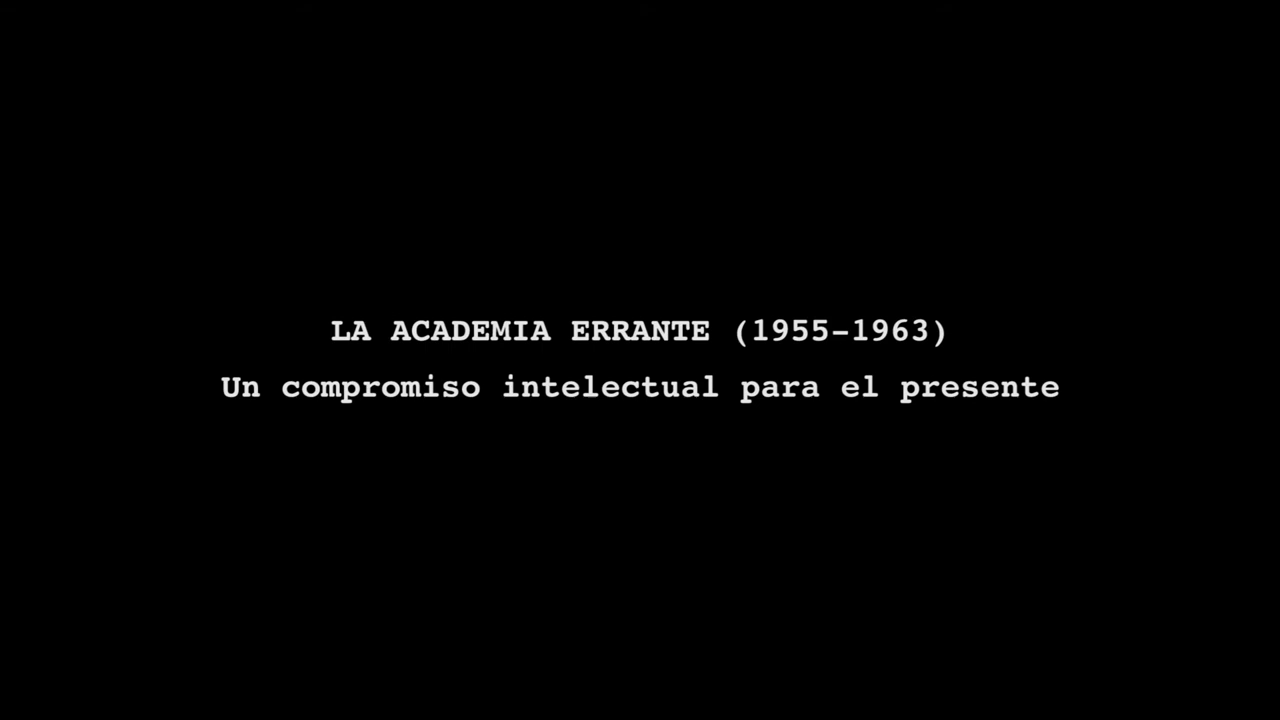 LA ACADEMIA ERRANTE (1955-1963)
Un compromiso intelectual para el presente